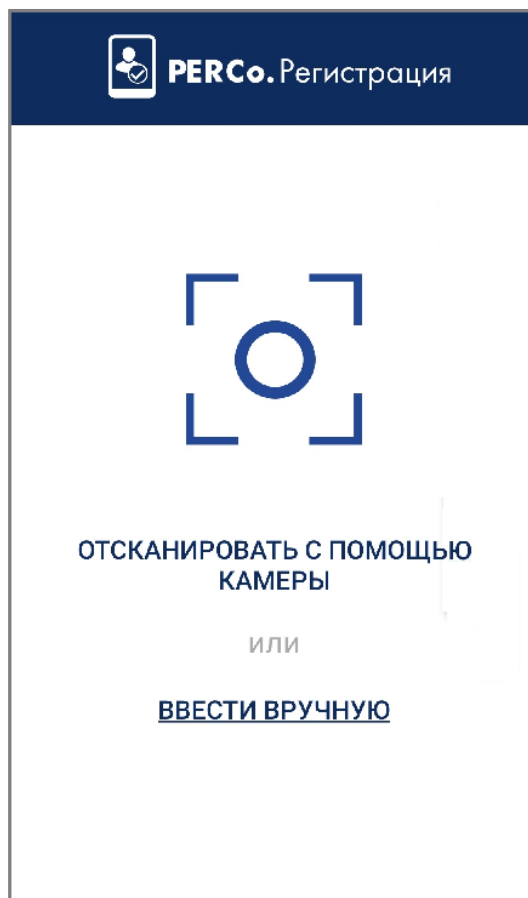 PERCo. Регистрация
ОТСКАНИРОВАТЬ С ПОМОЩЬЮ
КАМЕРЫ
или
ВВЕСТИ ВРУЧНУЮ